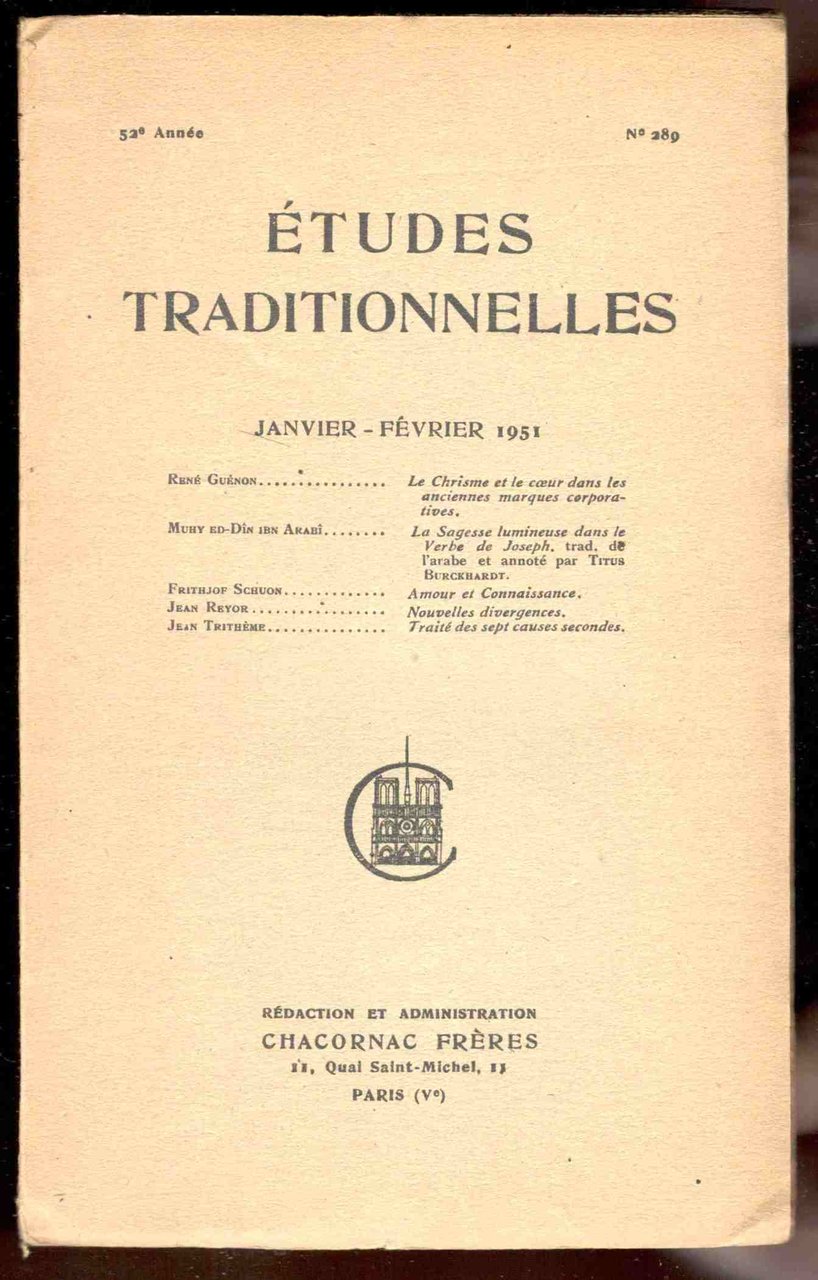 52e Année
Nº 289
ÉTUDES
TRADITIONNELLES
JANVIER - FÉVRIER 1951
RENÉ GUÉNON................ Le Chrisme et le cœur dans les
anciennes marques corpora-
tives.
MUHY ED-DÎN IBN ARABÎ........ La Sagesse lumineuse dans le
Verbe de Joseph, trad. de
l'arabe et annoté par TITUS
BURCKHARDT.
FRITHJOF SCHUON............. Amour et Connaissance.
JEAN REYOR................. Nouvelles divergences.
JEAN TRITHÈME............... Traité des sept causes secondes.
RÉDACTION ET ADMINISTRATION
CHACORNAC FRÈRES
11, Quai Saint-Michel, 11
PARIS (Ve)